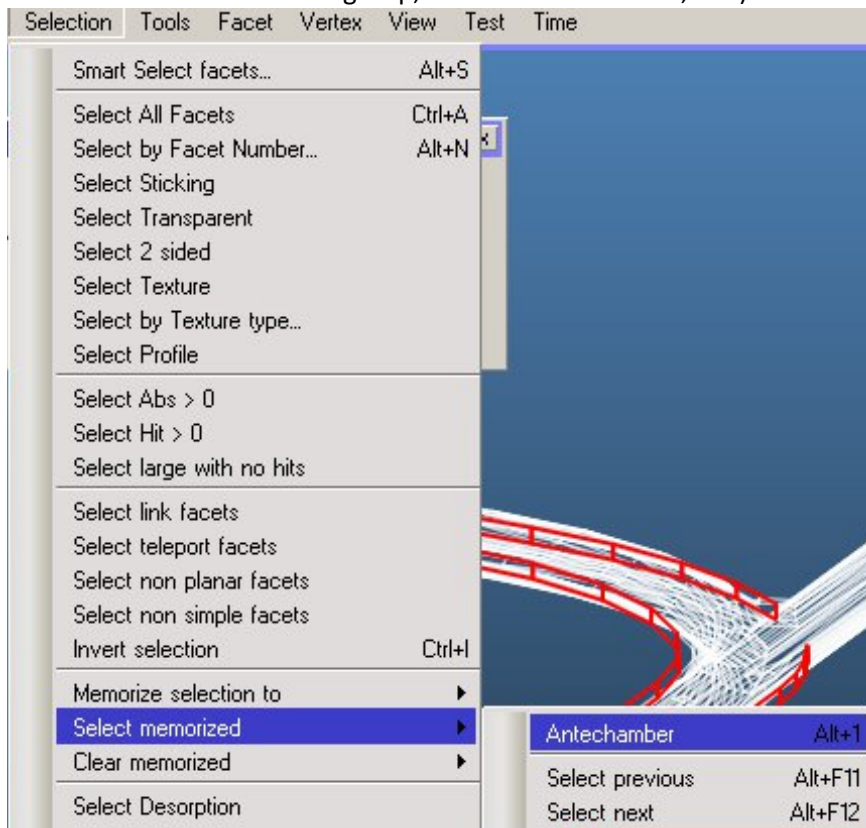 Selection Tools Facet Vertex View Test Time
Smart Select facets... Alt+S
Select All Facets Ctrl+A
Select by Facet Number... Alt+N
Select Sticking
Select Transparent
Select 2 sided
Select Texture
Select by Texture type...
Select Profile
Select Abs > 0
Select Hit > 0
Select large with no hits
Select link facets
Select teleport facets
Select non planar facets
Select non simple facets
Invert selection Ctrl+I
Memorize selection to
Select memorized
Antechamber Alt+1
Clear memorized
Select previous Alt+F11
Select Desorption
Select next Alt+F12